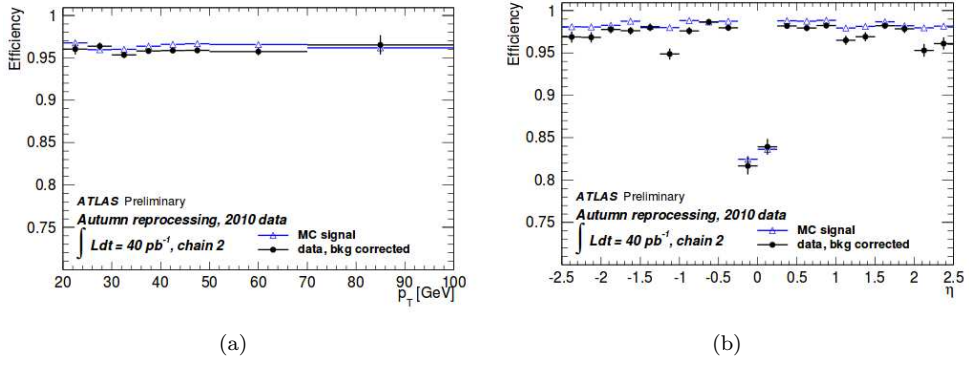 Efficiency
1
0.95
0.9
0.85
0.8
0.75
ATLAS Preliminary
Autumn reprocessing, 2010 data
∫ Ldt = 40 pb⁻¹, chain 2
MC signal
data, bkg corrected
20 30 40 50 60 70 80 90 100
p_T [GeV]
(a)
Efficiency
1
0.95
0.9
0.85
0.8
0.75
0.7
ATLAS Preliminary
Autumn reprocessing, 2010 data
∫ Ldt = 40 pb⁻¹, chain 2
MC signal
data, bkg corrected
-2.5 -2 -1.5 -1 -0.5 0 0.5 1 1.5 2 2.5
η
(b)